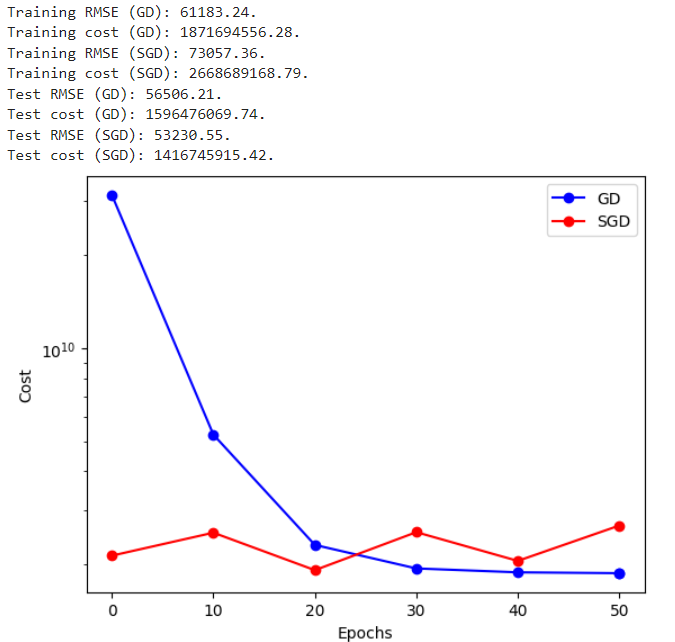 Training RMSE (GD): 61183.24.
Training cost (GD): 1871694556.28.
Training RMSE (SGD): 73057.36.
Training cost (SGD): 2668689168.79.
Test RMSE (GD): 56506.21.
Test cost (GD): 1596476069.74.
Test RMSE (SGD): 53230.55.
Test cost (SGD): 1416745915.42.
GD
SGD
10¹⁰
Cost
0 10 20 30 40 50
Epochs